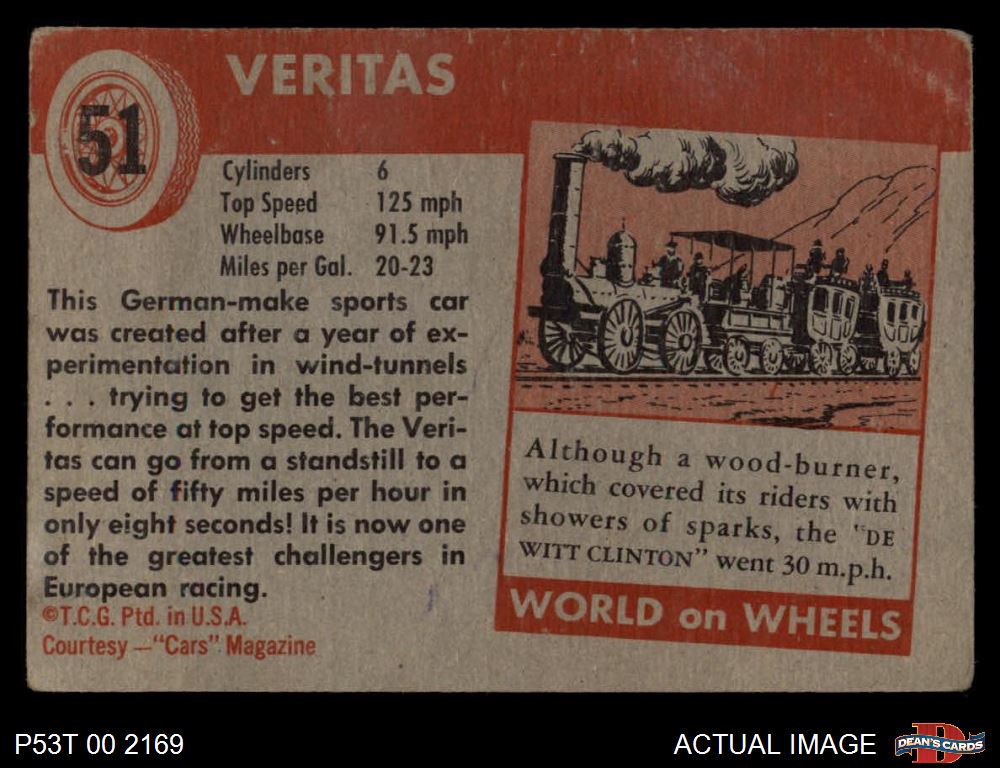 51
VERITAS
Cylinders 6
Top Speed 125 mph
Wheelbase 91.5 mph
Miles per Gal. 20-23
This German-make sports car
was created after a year of ex-
perimentation in wind-tunnels
. . . trying to get the best per-
formance at top speed. The Veri-
tas can go from a standstill to a
speed of fifty miles per hour in
only eight seconds! It is now one
of the greatest challengers in
European racing.
©T.C.G. Ptd. in U.S.A.
Courtesy — "Cars" Magazine
Although a wood-burner,
which covered its riders with
showers of sparks, the "DE
WITT CLINTON" went 30 m.p.h.
WORLD on WHEELS
P53T 00 2169
ACTUAL IMAGE
D
DEAN'S CARDS